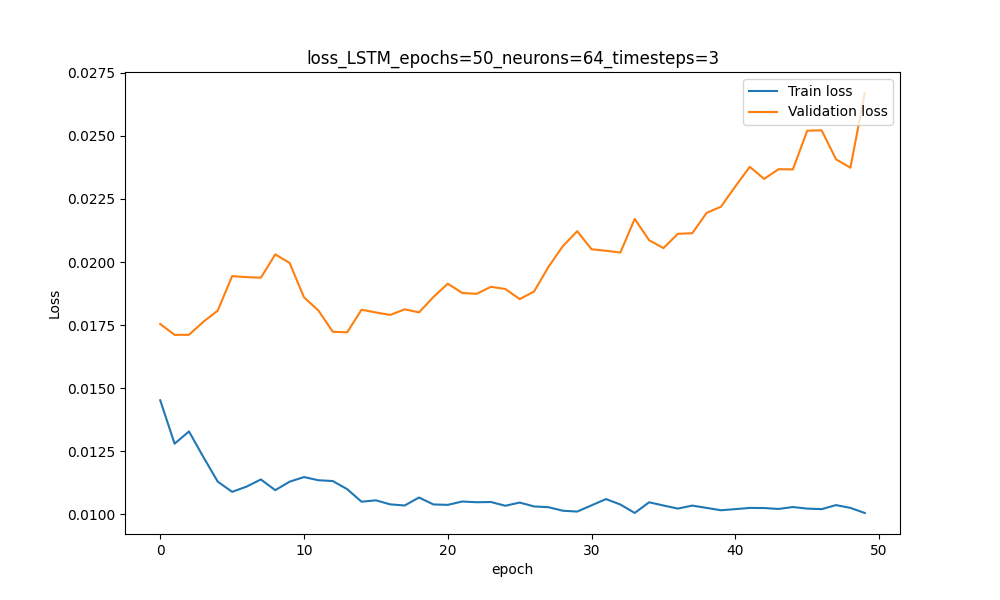 loss_LSTM_epochs=50_neurons=64_timesteps=3
Train loss
Validation loss
Loss
0.0275
0.0250
0.0225
0.0200
0.0175
0.0150
0.0125
0.0100
0 10 20 30 40 50
epoch